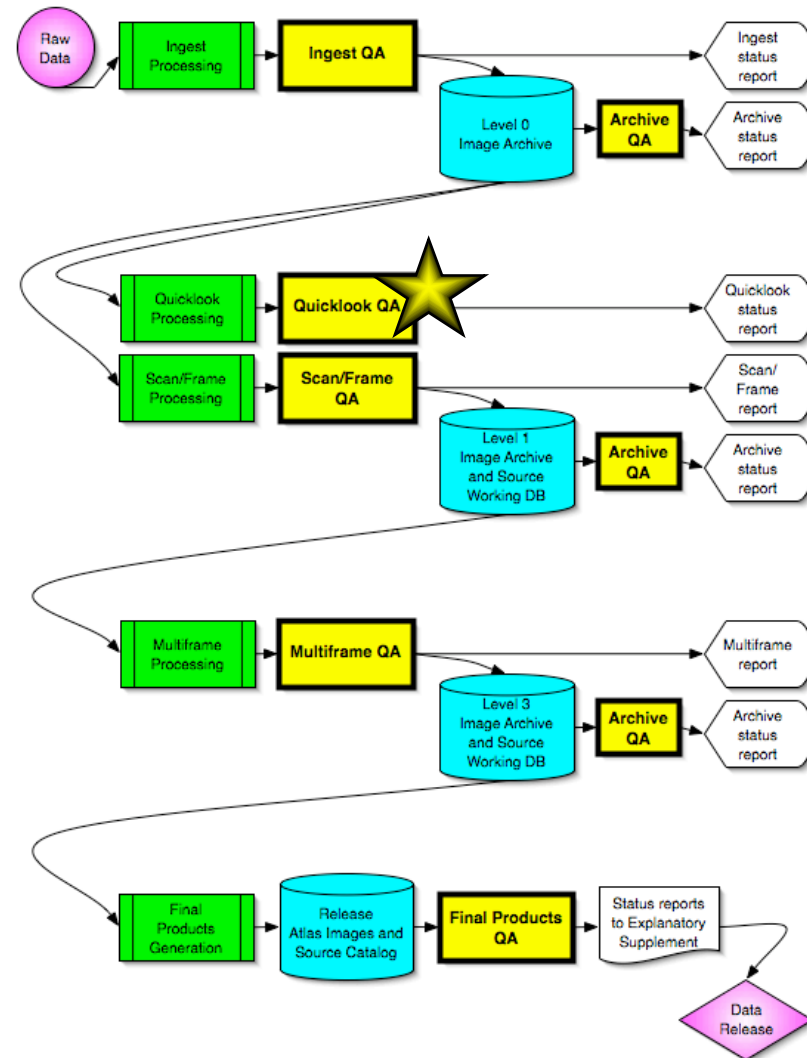 Raw
Data
Ingest
Processing
Ingest QA
Ingest
status
report
Level 0
Image Archive
Archive
QA
Archive
status
report
Quicklook
Processing
Quicklook QA
Quicklook
status
report
Scan/Frame
Processing
Scan/Frame
QA
Scan/
Frame
report
Level 1
Image Archive
and Source
Working DB
Archive
QA
Archive
status
report
Multiframe
Processing
Multiframe QA
Multiframe
report
Level 3
Image Archive
and Source
Working DB
Archive
QA
Archive
status
report
Final
Products
Generation
Release
Atlas Images and
Source Catalog
Final Products
QA
Status reports
to Explanatory
Supplement
Data
Release